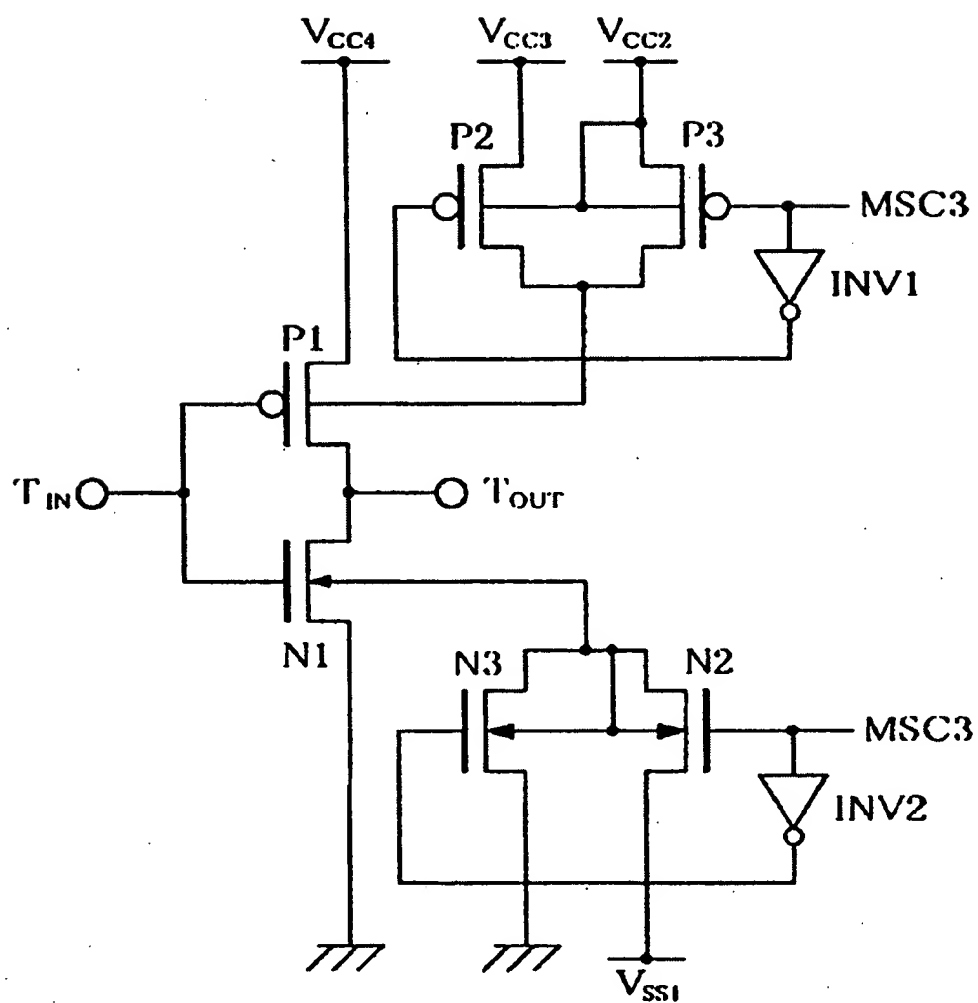 VCC4 VCC3 VCC2
P2 P3
MSC3
INV1
P1
TIN TOUT
N1
N3 N2
MSC3
INV2
VSS1